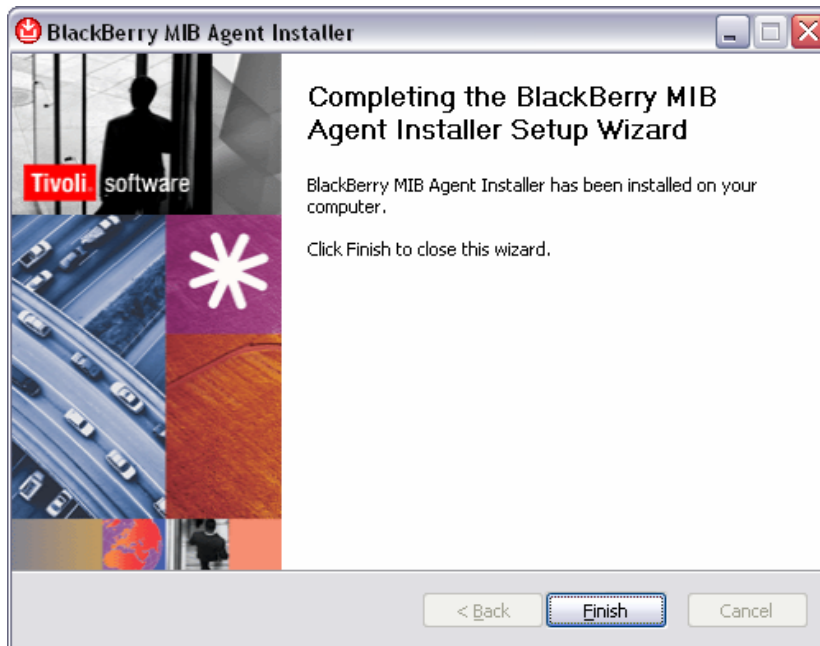 BlackBerry MIB Agent Installer
Completing the BlackBerry MIB
Agent Installer Setup Wizard
Tivoli. software
BlackBerry MIB Agent Installer has been installed on your
computer.
Click Finish to close this wizard.
< Back
Finish
Cancel